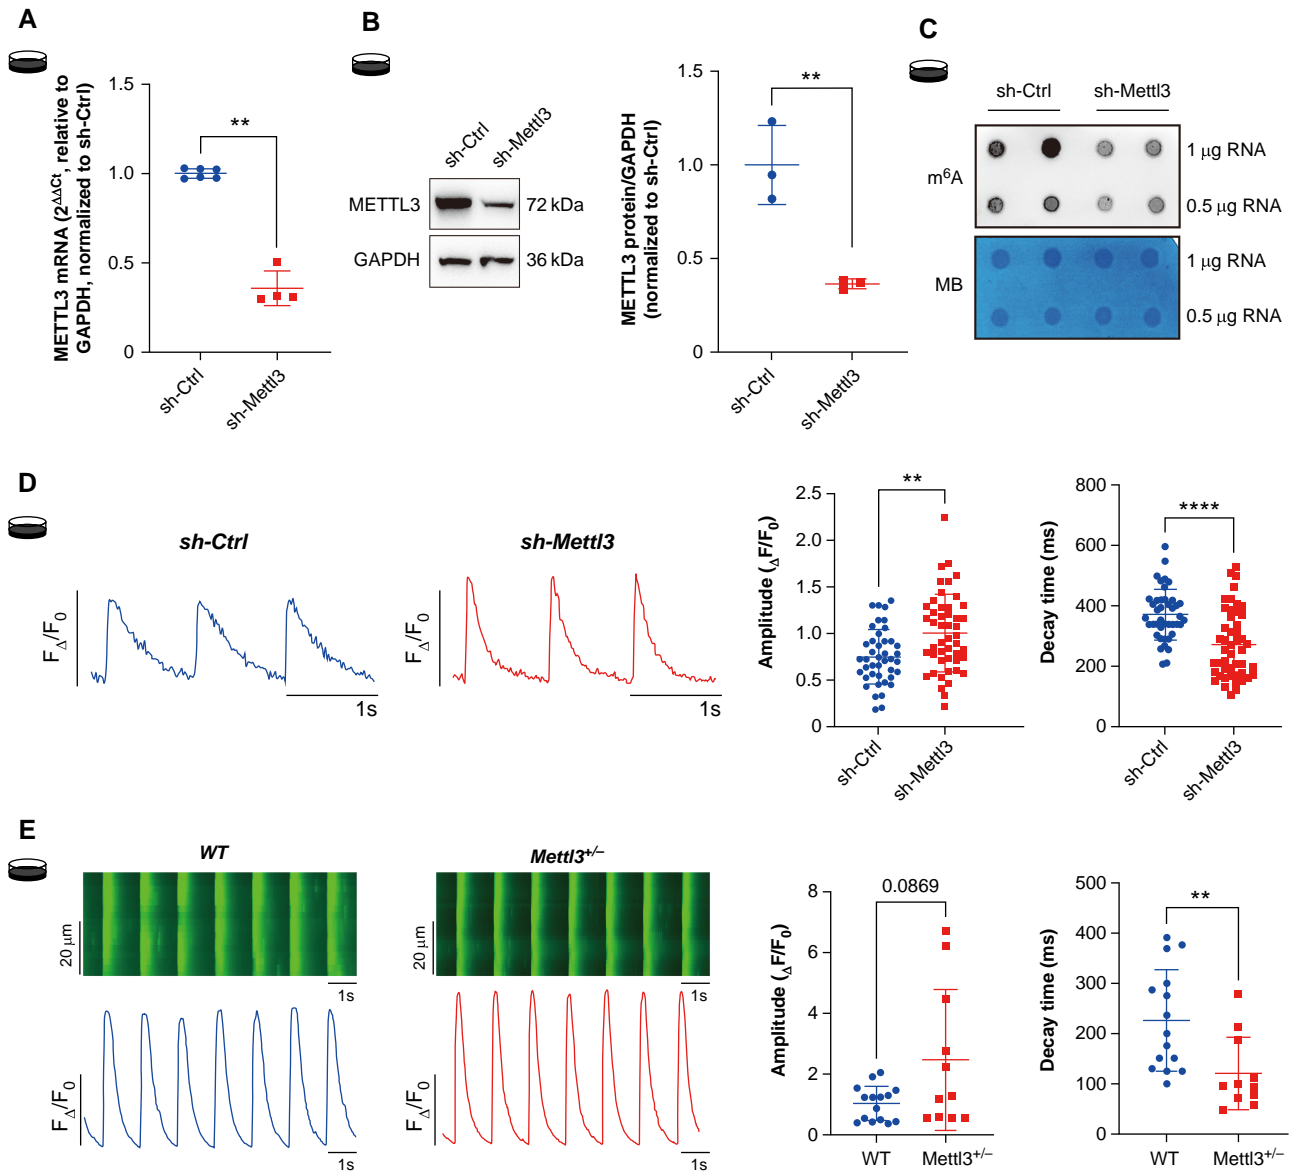 A
METTL3 mRNA (2^ΔΔCt, relative to
GAPDH, normalized to sh-Ctrl)
1.5
1.0
0.5
0
**
sh-Ctrl
sh-Mettl3
B
sh-Ctrl
sh-Mettl3
METTL3
72 kDa
GAPDH
36 kDa
METTL3 protein/GAPDH
(normalized to sh-Ctrl)
1.5
1.0
0.5
0
**
sh-Ctrl
sh-Mettl3
C
sh-Ctrl
sh-Mettl3
m⁶A
1 μg RNA
0.5 μg RNA
MB
1 μg RNA
0.5 μg RNA
D
sh-Ctrl
F_Δ/F₀
1s
sh-Mettl3
F_Δ/F₀
1s
Amplitude (ΔF/F₀)
2.5
2.0
1.5
1.0
0.5
0
**
sh-Ctrl
sh-Mettl3
Decay time (ms)
800
600
400
200
0
****
sh-Ctrl
sh-Mettl3
E
WT
20 μm
1s
F_Δ/F₀
1s
Mettl3⁺/⁻
20 μm
1s
F_Δ/F₀
1s
Amplitude (ΔF/F₀)
8
6
4
2
0
0.0869
WT
Mettl3⁺/⁻
Decay time (ms)
500
400
300
200
100
0
**
WT
Mettl3⁺/⁻